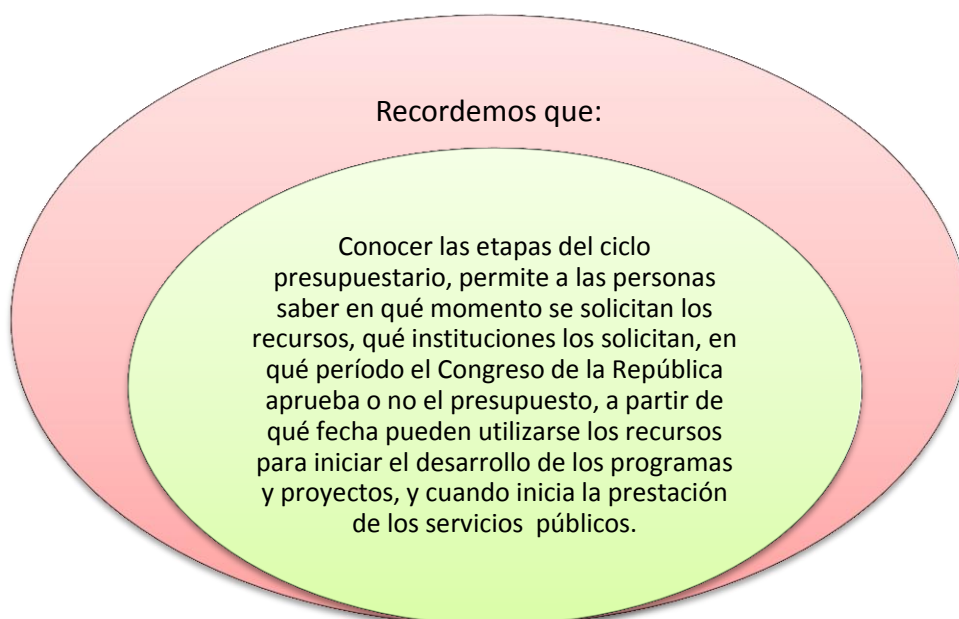 Recordemos que:
Conocer las etapas del ciclo
presupuestario, permite a las personas
saber en qué momento se solicitan los
recursos, qué instituciones los solicitan, en
qué período el Congreso de la República
aprueba o no el presupuesto, a partir de
qué fecha pueden utilizarse los recursos
para iniciar el desarrollo de los programas
y proyectos, y cuando inicia la prestación
de los servicios públicos.